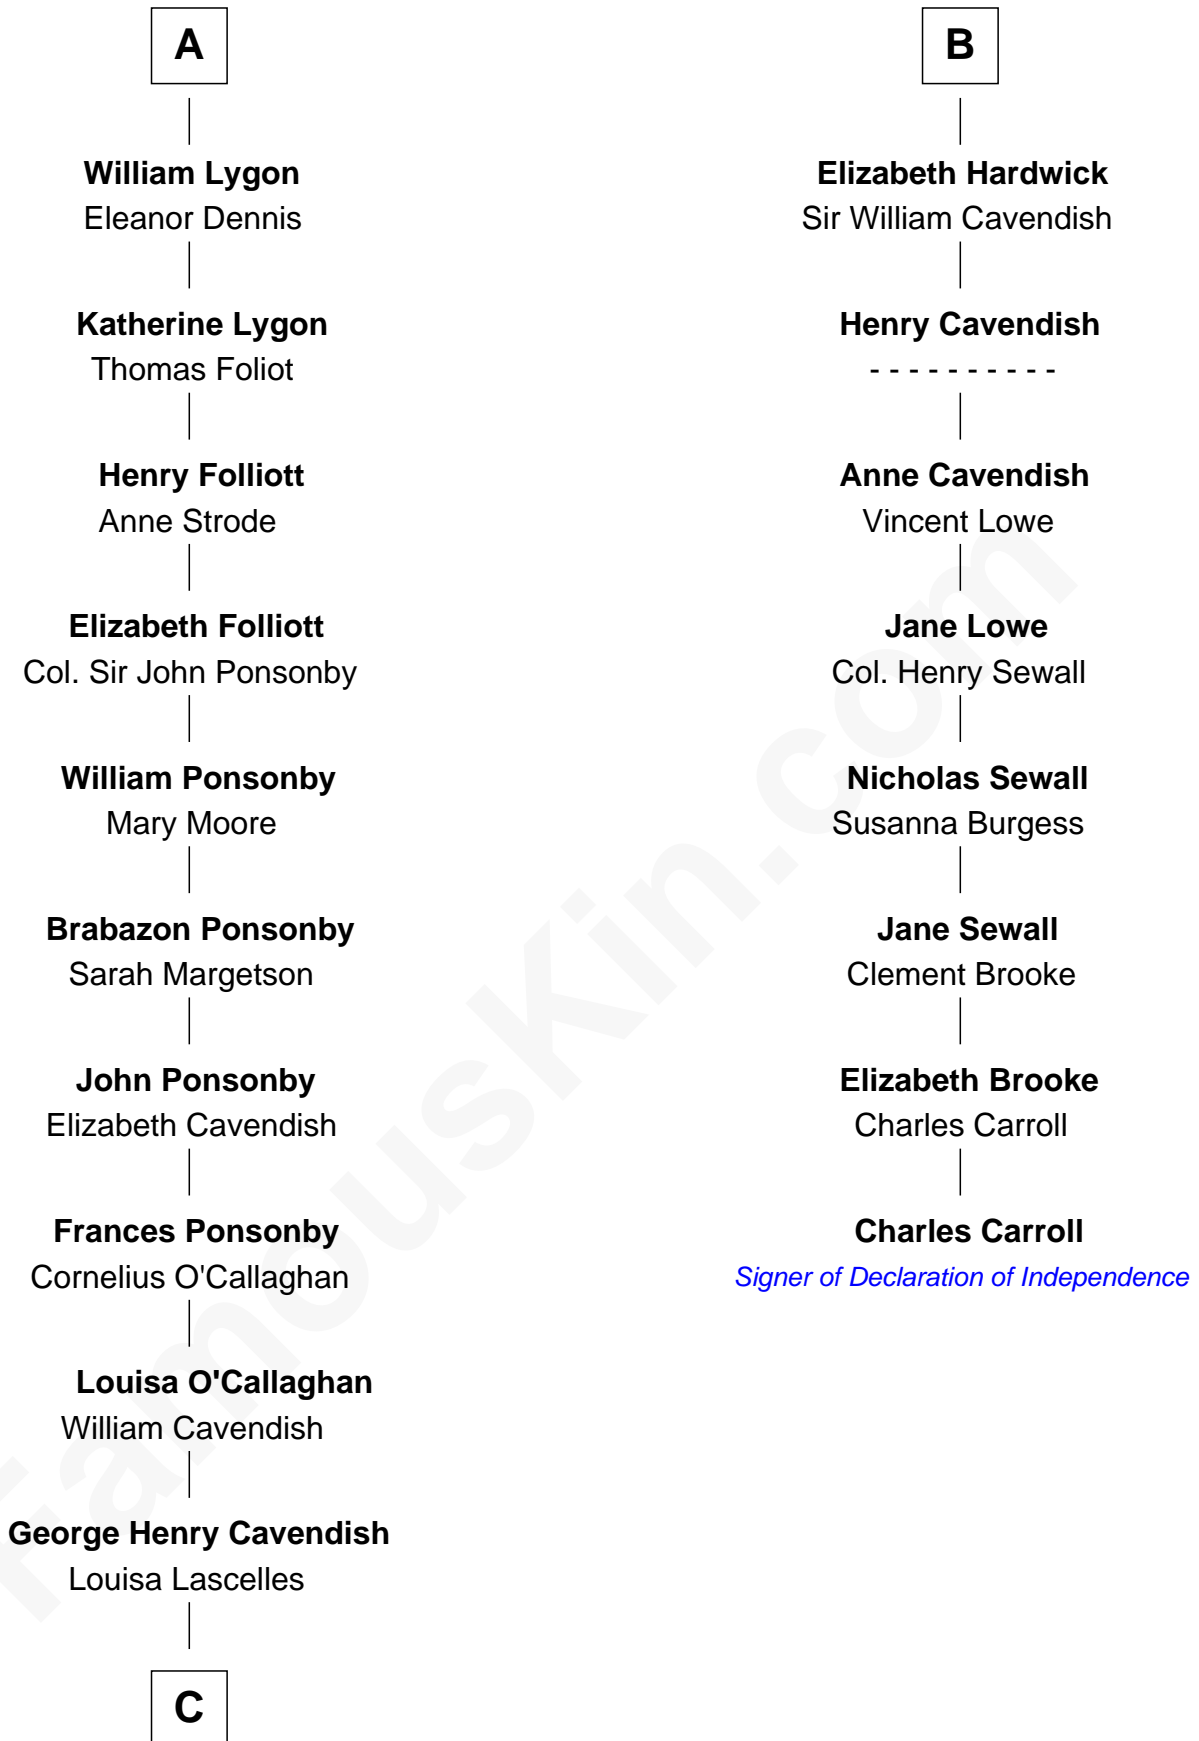 A
William Lygon
Eleanor Dennis
Katherine Lygon
Thomas Foliot
Henry Folliott
Anne Strode
Elizabeth Folliott
Col. Sir John Ponsonby
William Ponsonby
Mary Moore
Brabazon Ponsonby
Sarah Margetson
John Ponsonby
Elizabeth Cavendish
Frances Ponsonby
Cornelius O'Callaghan
Louisa O'Callaghan
William Cavendish
George Henry Cavendish
Louisa Lascelles
C
B
Elizabeth Hardwick
Sir William Cavendish
Henry Cavendish
- - - - - - - - - -
Anne Cavendish
Vincent Lowe
Jane Lowe
Col. Henry Sewall
Nicholas Sewall
Susanna Burgess
Jane Sewall
Clement Brooke
Elizabeth Brooke
Charles Carroll
Charles Carroll
Signer of Declaration of Independence
FamousKin.com